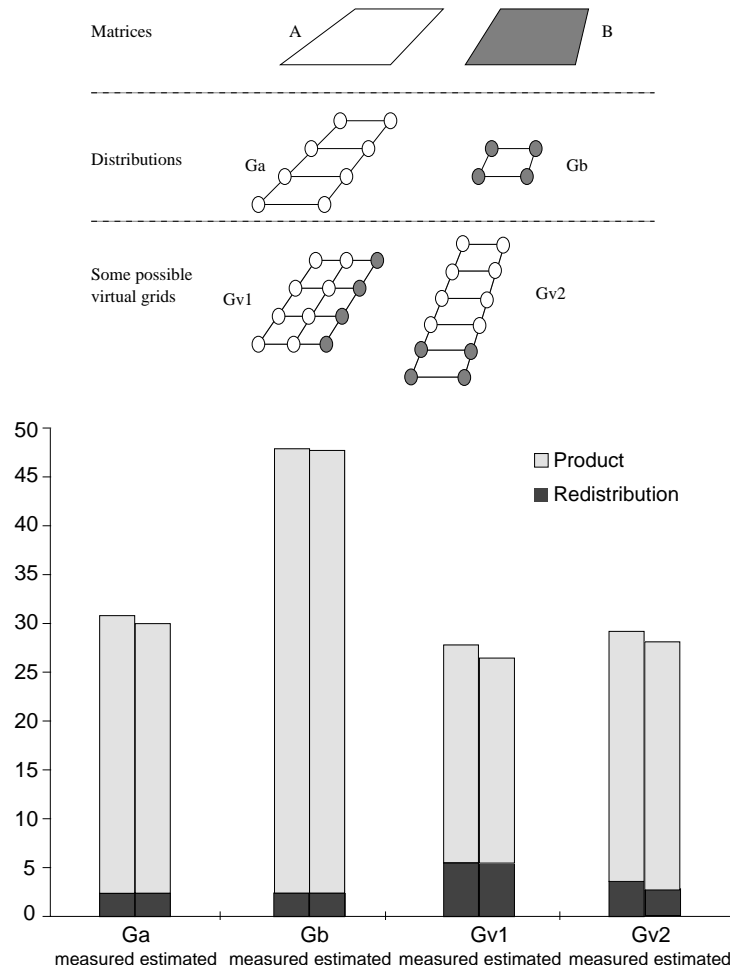 Matrices
A
B
Distributions
Ga
Gb
Some possible
virtual grids
Gv1
Gv2
50
45
40
35
30
25
20
15
10
5
0
Product
Redistribution
Ga
Gb
Gv1
Gv2
measured estimated
measured estimated
measured estimated
measured estimated